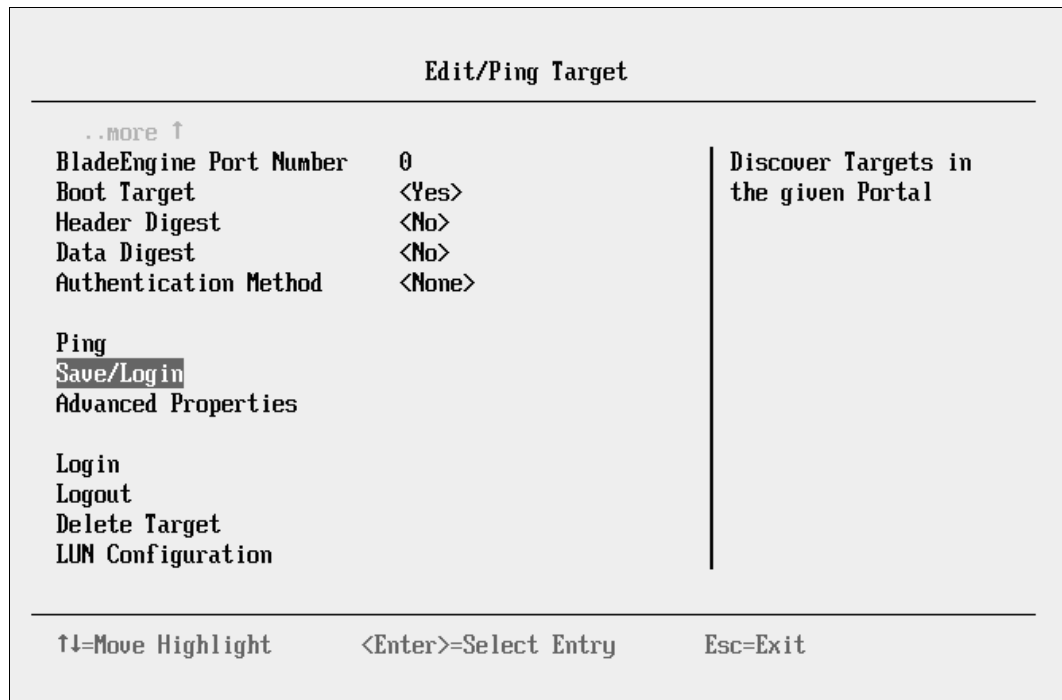 Edit/Ping Target
..more ↑
BladeEngine Port Number 0
Boot Target <Yes>
Header Digest <No>
Data Digest <No>
Authentication Method <None>
Ping
Save/Login
Advanced Properties
Login
Logout
Delete Target
LUN Configuration
Discover Targets in
the given Portal
↑↓=Move Highlight <Enter>=Select Entry Esc=Exit